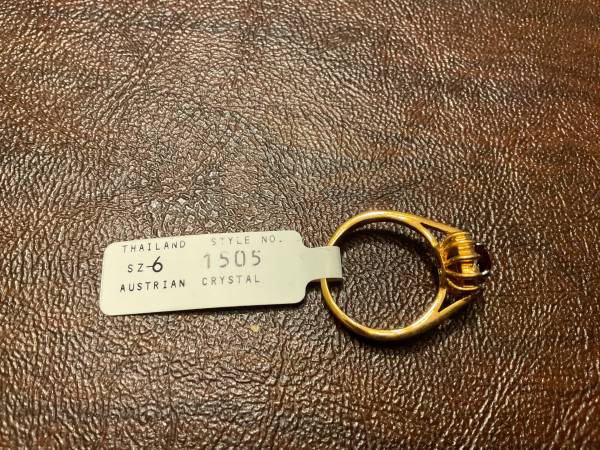 THAILAND STYLE NO.
SZ-6 1505
AUSTRIAN CRYSTAL